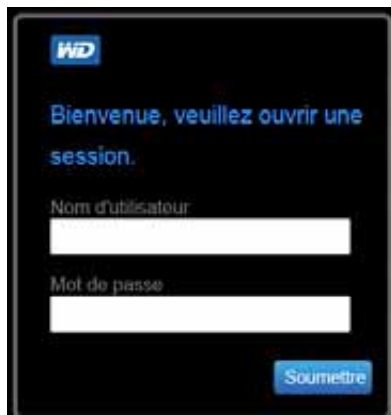 WD
Bienvenue, veuillez ouvrir une
session.
Nom d'utilisateur
Mot de passe
Soumettre